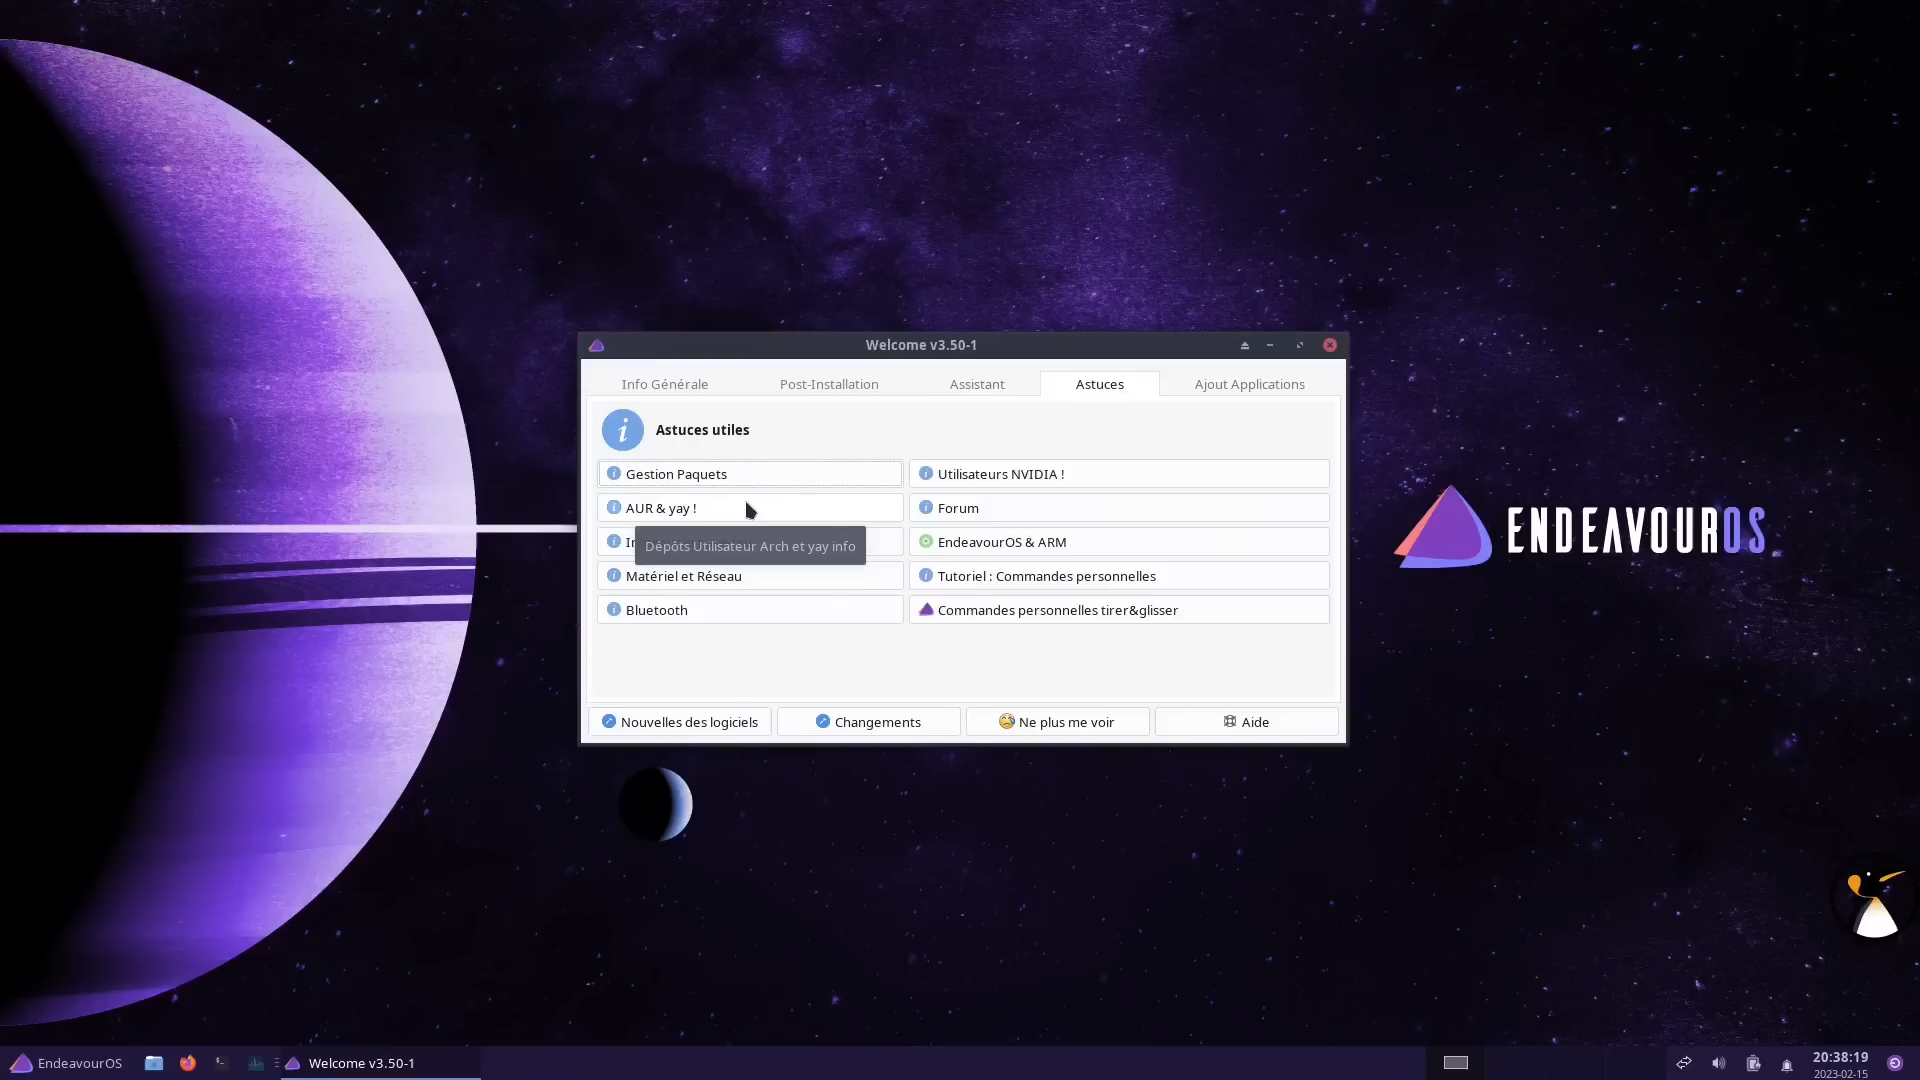 Welcome v3.50-1
Info Générale
Post-Installation
Assistant
Astuces
Ajout Applications
Astuces utiles
Gestion Paquets
Utilisateurs NVIDIA !
AUR & yay !
Forum
Dépôts Utilisateur Arch et yay info
EndeavourOS & ARM
Matériel et Réseau
Tutoriel : Commandes personnelles
Bluetooth
Commandes personnelles tirer&glisser
Nouvelles des logiciels
Changements
Ne plus me voir
Aide
ENDEAVOUROS
EndeavourOS
Welcome v3.50-1
20:38:19
2023-02-15